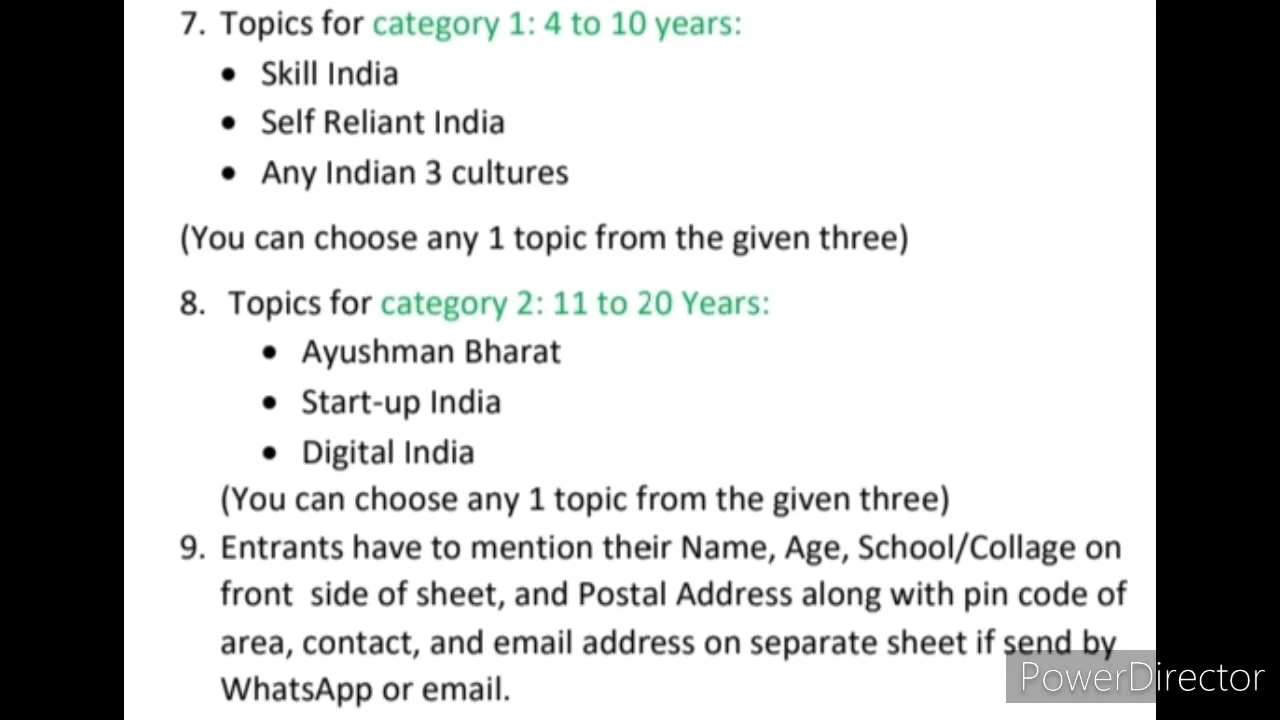 7. Topics for category 1: 4 to 10 years:
• Skill India
• Self Reliant India
• Any Indian 3 cultures
(You can choose any 1 topic from the given three)
8. Topics for category 2: 11 to 20 Years:
• Ayushman Bharat
• Start-up India
• Digital India
(You can choose any 1 topic from the given three)
9. Entrants have to mention their Name, Age, School/Collage on
front side of sheet, and Postal Address along with pin code of
area, contact, and email address on separate sheet if send by
WhatsApp or email.
PowerDirector